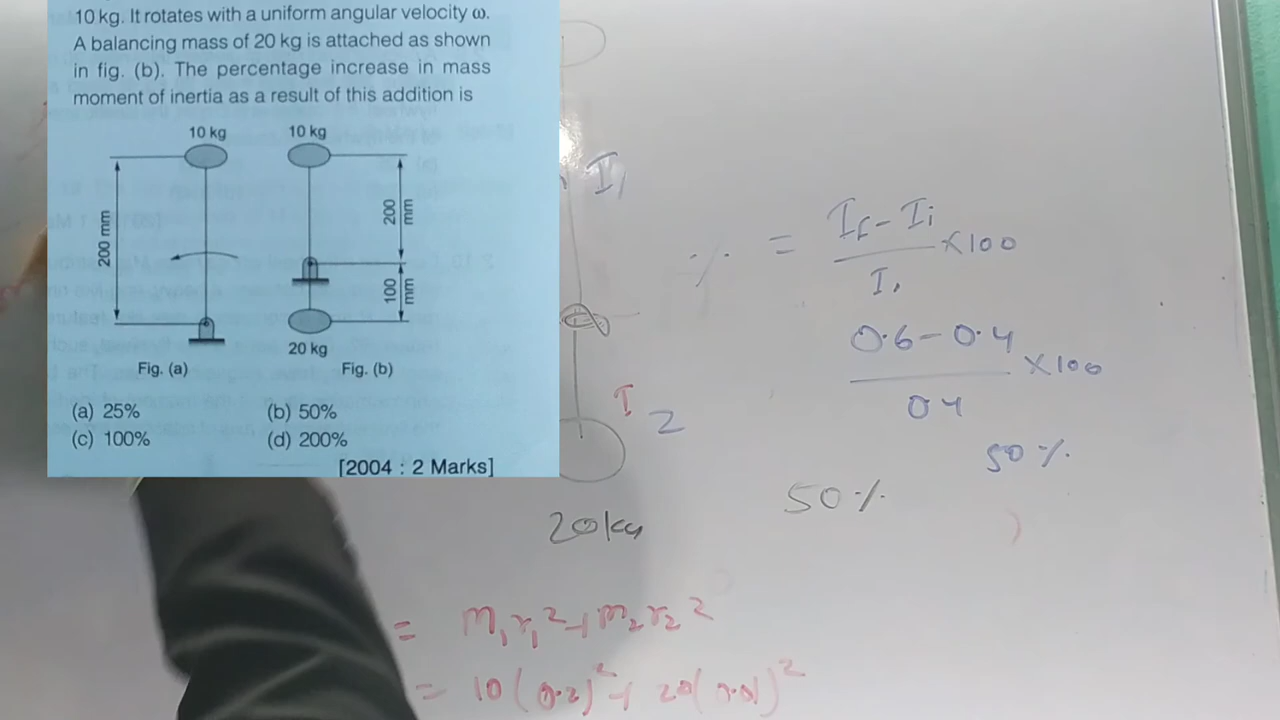 10 kg. It rotates with a uniform angular velocity ω.
A balancing mass of 20 kg is attached as shown
in fig. (b). The percentage increase in mass
moment of inertia as a result of this addition is
10 kg
10 kg
200 mm
200 mm
100 mm
20 kg
Fig. (a)
Fig. (b)
(a) 25%
(b) 50%
(c) 100%
(d) 200%
[2004 : 2 Marks]
I₁
I 2
20kg
= (If - Ii)/I₁ ×100
(0.6 - 0.4)/04 ×100
50 %
50 %
= m₁r₁² + m₂r₂²
= 10(0.2)² + 20(0.01)²